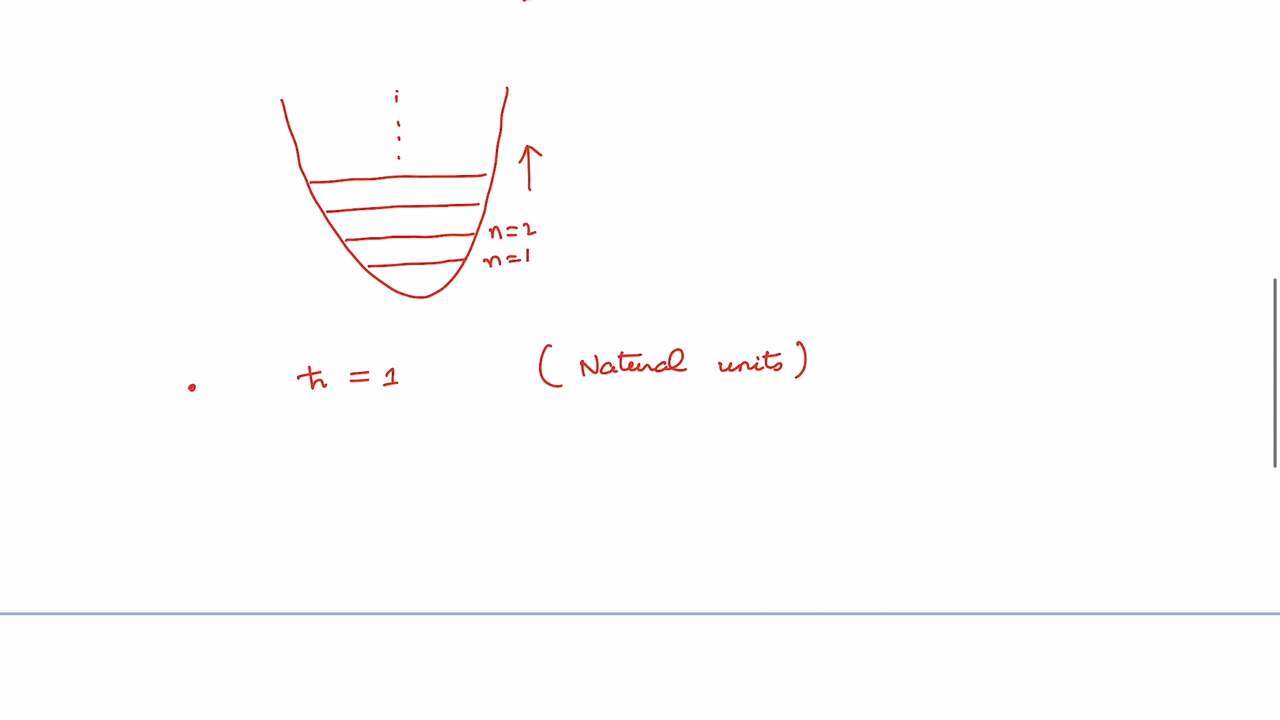 n=2
n=1
ℏ = 1 (Natural units)